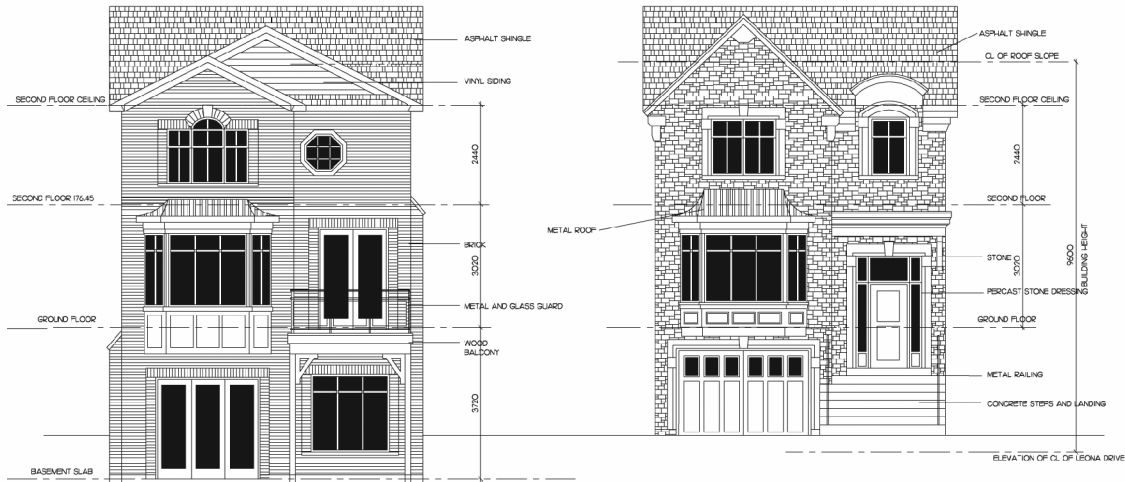 ASPHALT SHINGLE
VINYL SIDING
SECOND FLOOR CEILING
2440
SECOND FLOOR 176.45
BRICK
3020
METAL AND GLASS GUARD
GROUND FLOOR
WOOD
BALCONY
3720
BASEMENT SLAB
ASPHALT SHINGLE
CL OF ROOF SLOPE
SECOND FLOOR CEILING
2440
SECOND FLOOR
METAL ROOF
STONE
3020
9600
BUILDING HEIGHT
PERCAST STONE DRESSING
GROUND FLOOR
METAL RAILING
CONCRETE STEPS AND LANDING
ELEVATION OF CL OF LEONA DRIVE